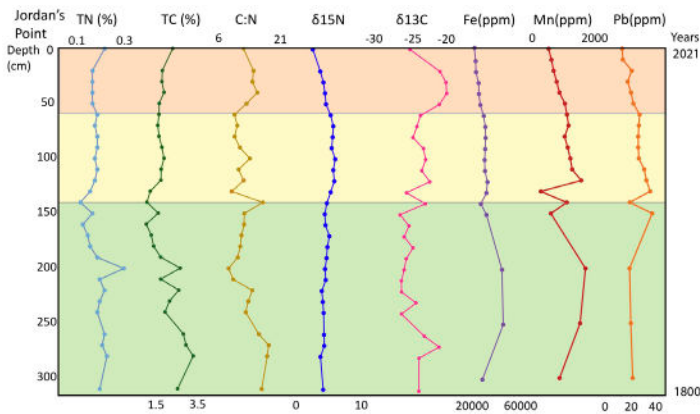 Jordan's Point
TN (%) TC (%) C:N δ15N δ13C Fe(ppm) Mn(ppm) Pb(ppm)
0.1 0.3 6 21 -30 -25 -20 0 2000
Depth (cm)
Years
0 2021
50
100
150
200
250
300 1800
1.5 3.5 0 10 20000 60000 0 20 40